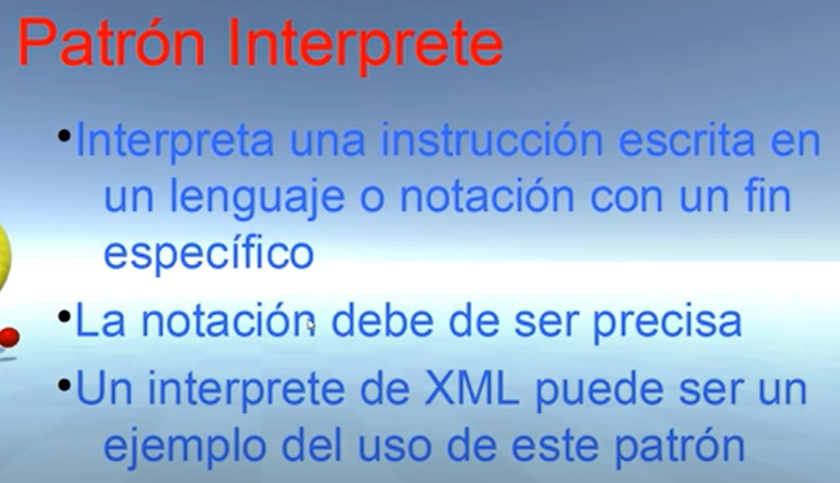 Patrón Interprete
•Interpreta una instrucción escrita en
un lenguaje o notación con un fin
específico
•La notación debe de ser precisa
•Un interprete de XML puede ser un
ejemplo del uso de este patrón